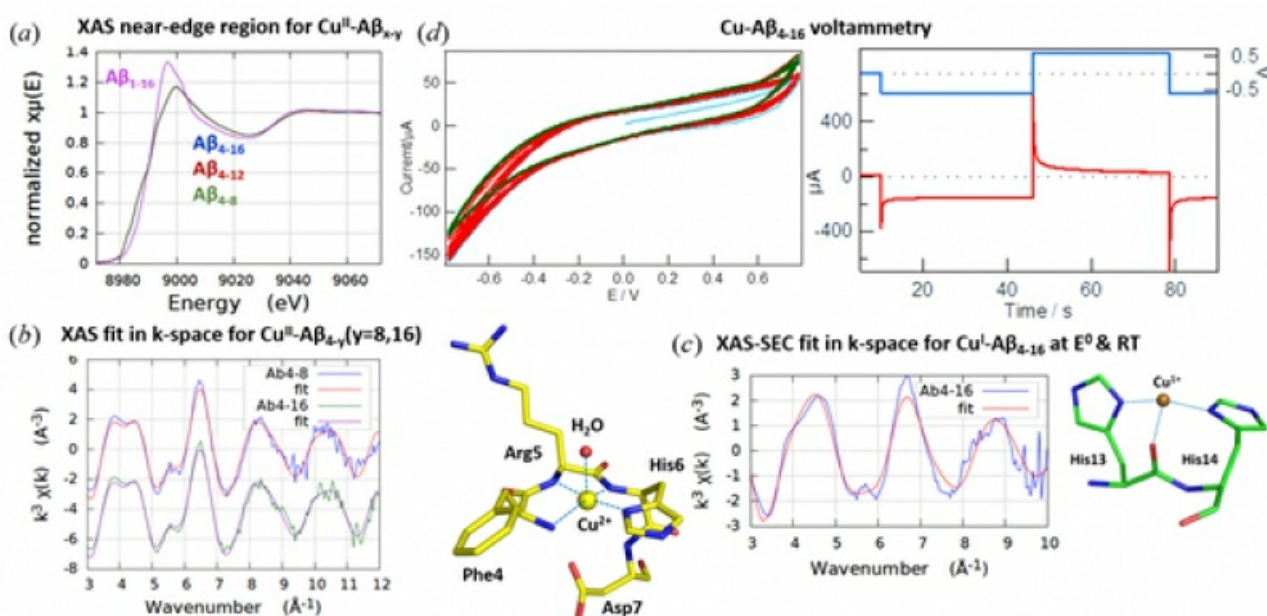 (a) XAS near-edge region for Cuᴵᴵ-Aβx-y
Aβ1-16
Aβ4-16
Aβ4-12
Aβ4-8
normalized xμ(E)
1.4
1.2
1
0.8
0.6
0.4
0.2
0
8980 9000 9020 9040 9060
Energy (eV)
(d) Cu-Aβ4-16 voltammetry
Current/μA
50
0
-50
-100
-150
-0.6 -0.4 -0.2 0.0 0.2 0.4 0.6
E / V
0.5
-0.5
V
400
0
-400
μA
20 40 60 80
Time / s
(b) XAS fit in k-space for Cuᴵᴵ-Aβ4-y(y=8,16)
Ab4-8
fit
Ab4-16
fit
k³ χ(k) (A⁻³)
6
4
2
0
-2
-4
-6
-8
3 4 5 6 7 8 9 10 11 12
Wavenumber (Å⁻¹)
H₂O
Arg5
His6
Cu²⁺
Phe4
Asp7
(c) XAS-SEC fit in k-space for Cuᴵ-Aβ4-16 at E⁰ & RT
Ab4-16
fit
k³ χ(k) (A⁻³)
3
2
1
0
-1
-2
-3
3 4 5 6 7 8 9 10
Wavenumber (Å⁻¹)
Cu¹⁺
His13
His14